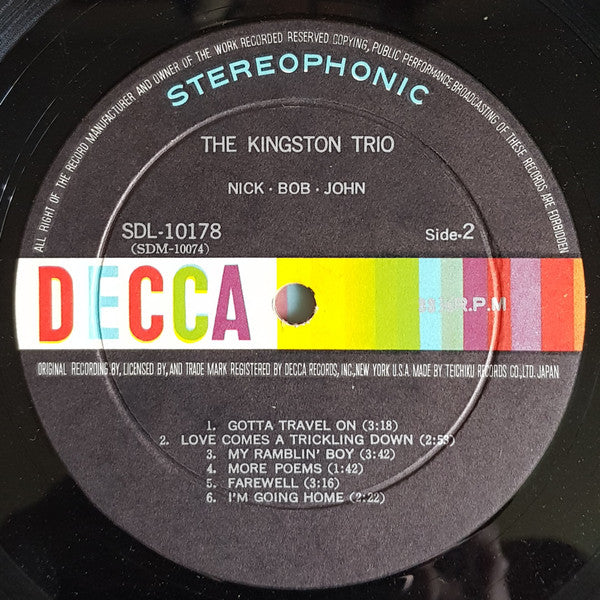 ALL RIGHT OF THE RECORD MANUFACTURER AND OWNER OF THE WORK RECORDED RESERVED COPYING, PUBLIC PERFORMANCE, BROADCASTING OF THESE RECORDS ARE FORBIDDEN
STEREOPHONIC
THE KINGSTON TRIO
NICK · BOB · JOHN
SDL-10178 Side·2
(SDM-10074)
DECCA R.P.M
ORIGINAL RECORDING BY, LICENSED BY, AND TRADE MARK REGISTERED BY DECCA RECORDS, INC., NEW YORK U.S.A. MADE BY TEICHIKU RECORDS CO., LTD. JAPAN.
1. GOTTA TRAVEL ON (3:18)
2. LOVE COMES A TRICKLING DOWN (2:53)
3. MY RAMBLIN' BOY (3:42)
4. MORE POEMS (1:42)
5. FAREWELL (3:16)
6. I'M GOING HOME (2:22)